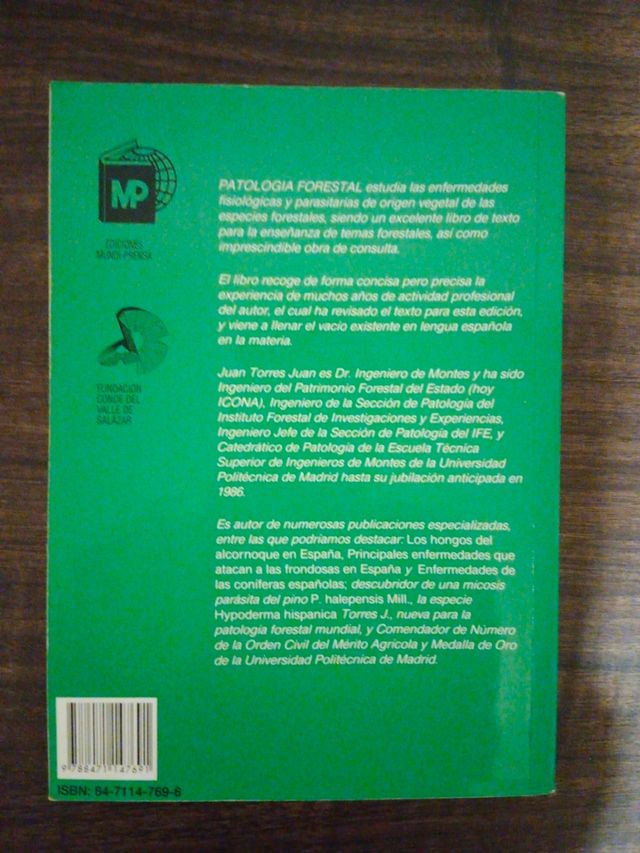 MP
EDICIONES
MUNDI-PRENSA
FUNDACION
CONDE DEL
VALLE DE
SALAZAR
PATOLOGIA FORESTAL estudia las enfermedades
fisiológicas y parasitarias de origen vegetal de las
especies forestales, siendo un excelente libro de texto
para la enseñanza de temas forestales, así como
imprescindible obra de consulta.
El libro recoge de forma concisa pero precisa la
experiencia de muchos años de actividad profesional
del autor, el cual ha revisado el texto para esta edición,
y viene a llenar el vacío existente en lengua española
en la materia.
Juan Torres Juan es Dr. Ingeniero de Montes y ha sido
Ingeniero del Patrimonio Forestal del Estado (hoy
ICONA), Ingeniero de la Sección de Patología del
Instituto Forestal de Investigaciones y Experiencias,
Ingeniero Jefe de la Sección de Patología del IFE, y
Catedrático de Patología de la Escuela Técnica
Superior de Ingenieros de Montes de la Universidad
Politécnica de Madrid hasta su jubilación anticipada en
1986.
Es autor de numerosas publicaciones especializadas,
entre las que podríamos destacar: Los hongos del
alcornoque en España, Principales enfermedades que
atacan a las frondosas en España y Enfermedades de
las coníferas españolas; descubridor de una micosis
parásita del pino P. halepensis Mill., la especie
Hypoderma hispanica Torres J., nueva para la
patología forestal mundial, y Comendador de Número
de la Orden Civil del Mérito Agrícola y Medalla de Oro
de la Universidad Politécnica de Madrid.
9 788471 147691
ISBN: 84-7114-769-6